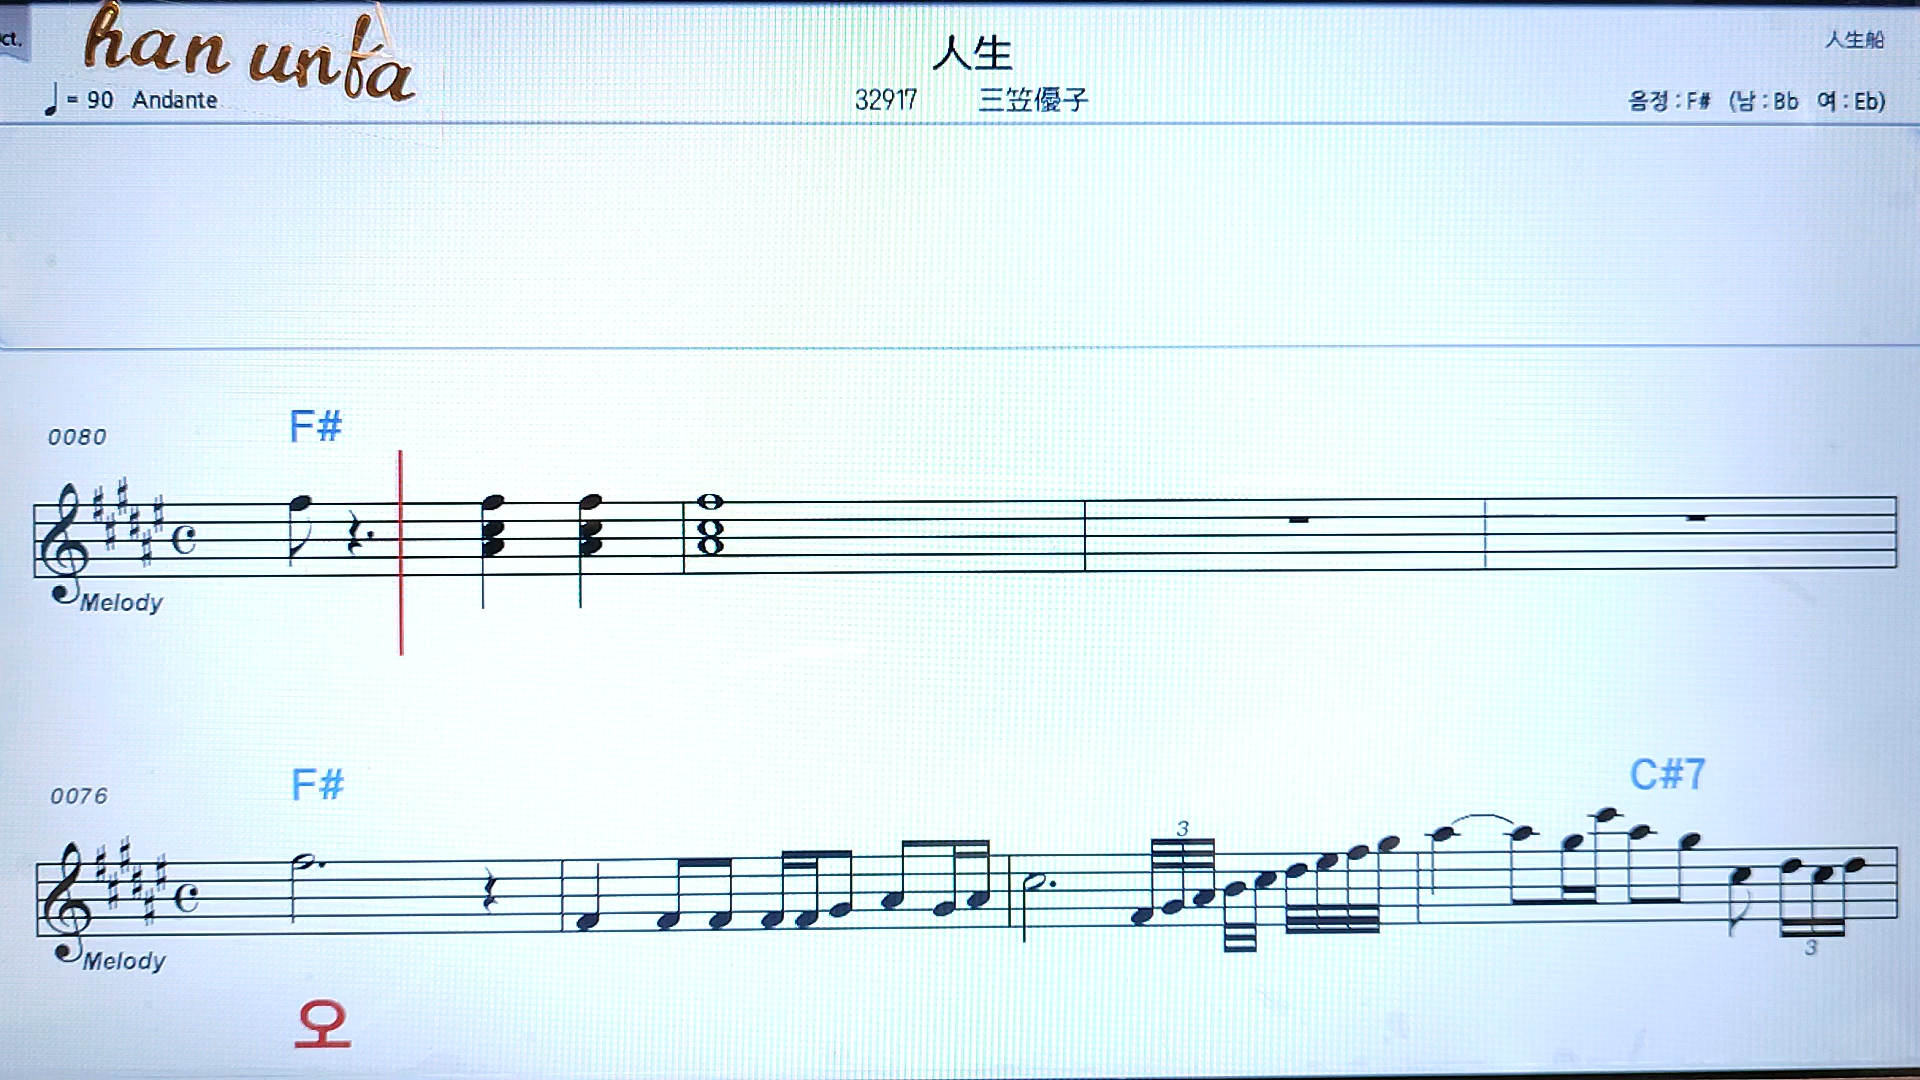 ct.
han unfa
人生
人生船
♩ = 90 Andante
32917 三笠優子
음정 : F# (남 : Bb 여 : Eb)
0080
F#
Melody
0076
F#
3
C#7
3
Melody
오